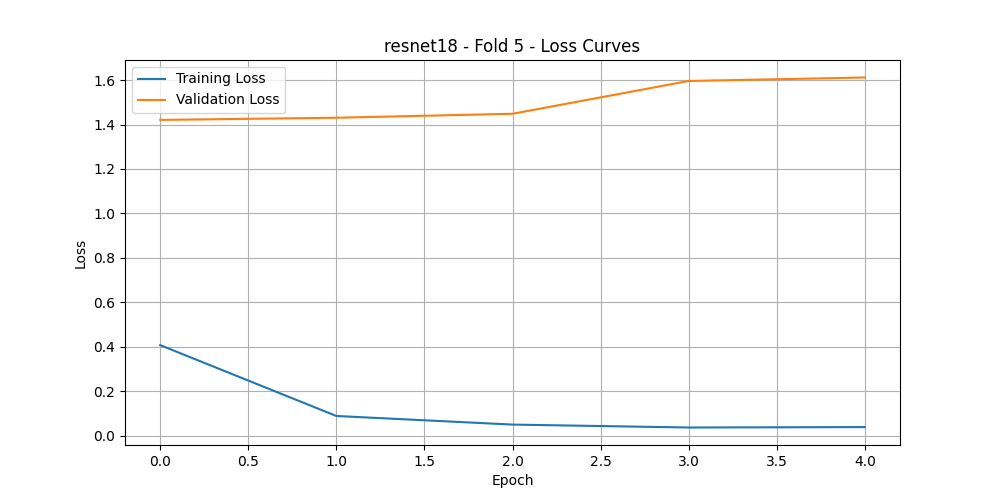 resnet18 - Fold 5 - Loss Curves
Training Loss
Validation Loss
1.6
1.4
1.2
1.0
0.8
0.6
0.4
0.2
0.0
Loss
0.0 0.5 1.0 1.5 2.0 2.5 3.0 3.5 4.0
Epoch